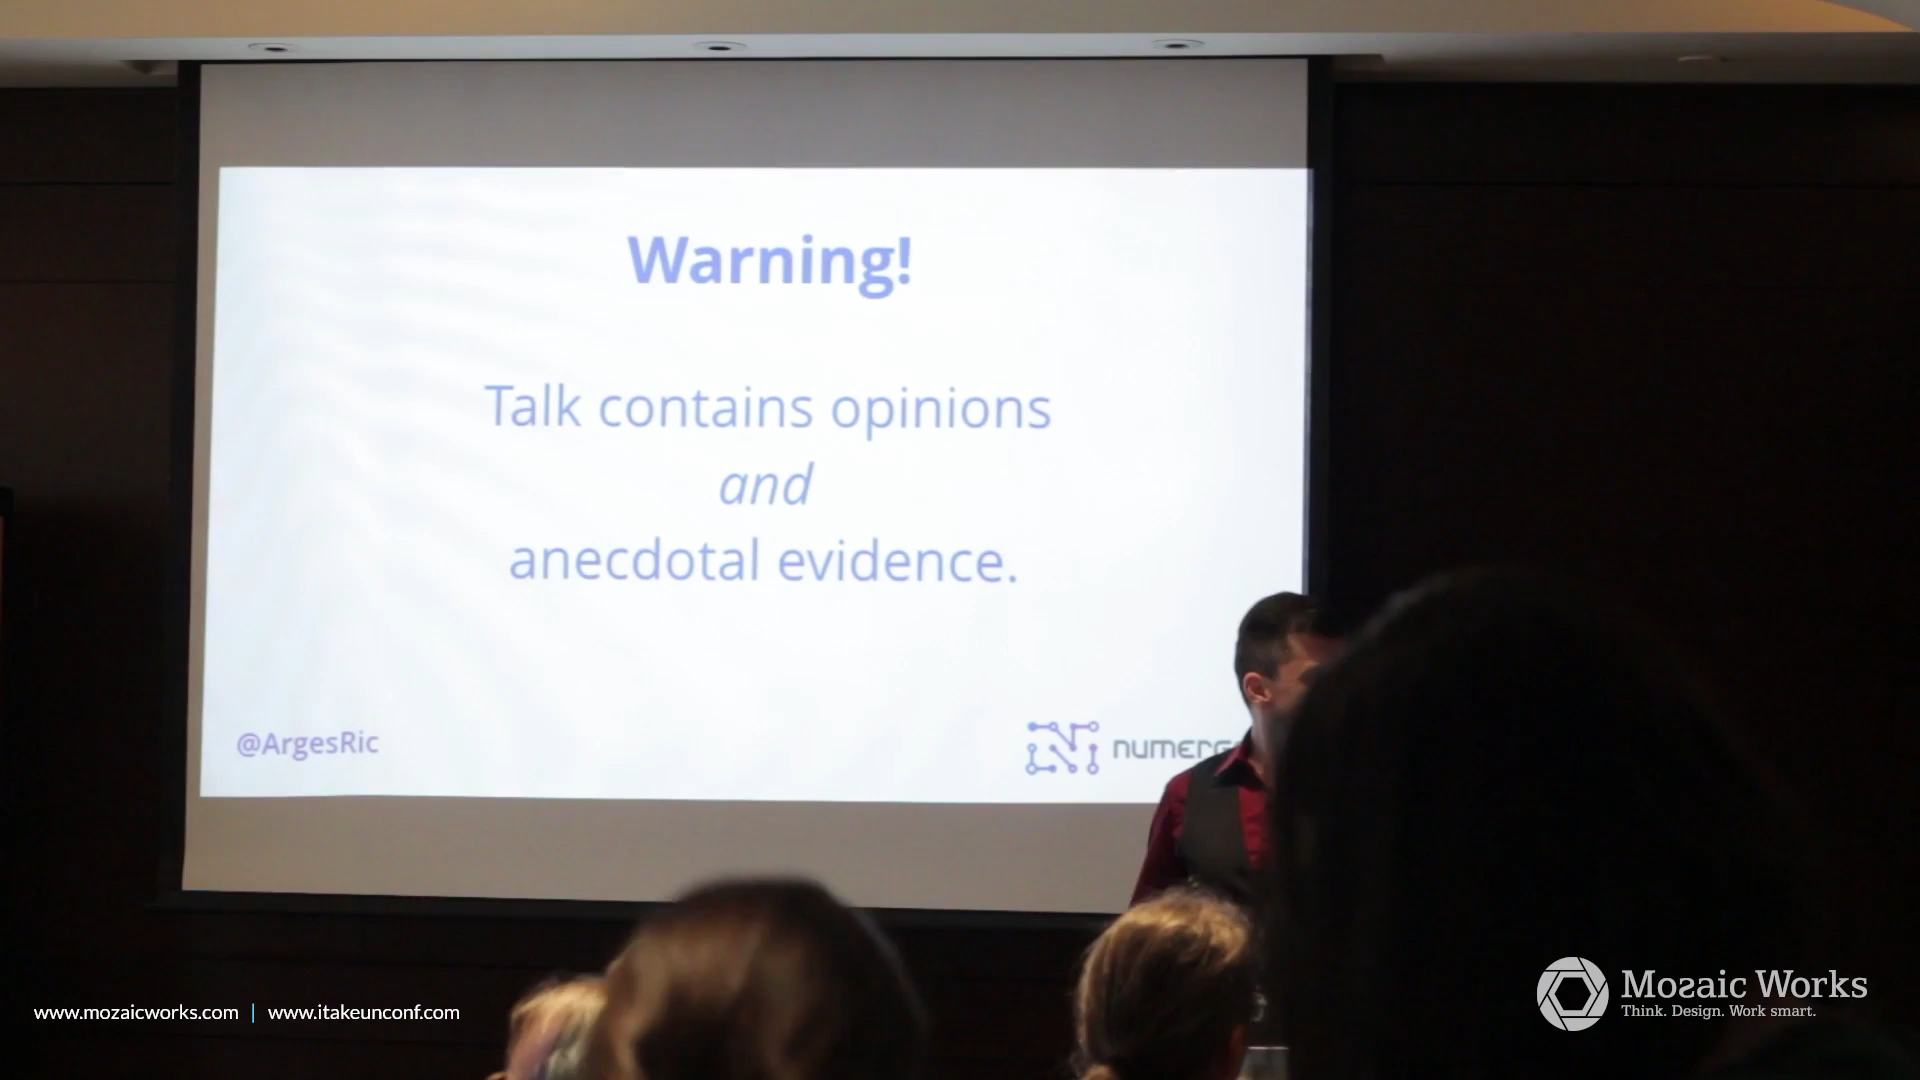 Warning!
Talk contains opinions
and
anecdotal evidence.
@ArgesRic
www.mozaicworks.com | www.itakeunconf.com
Mozaic Works
Think. Design. Work smart.